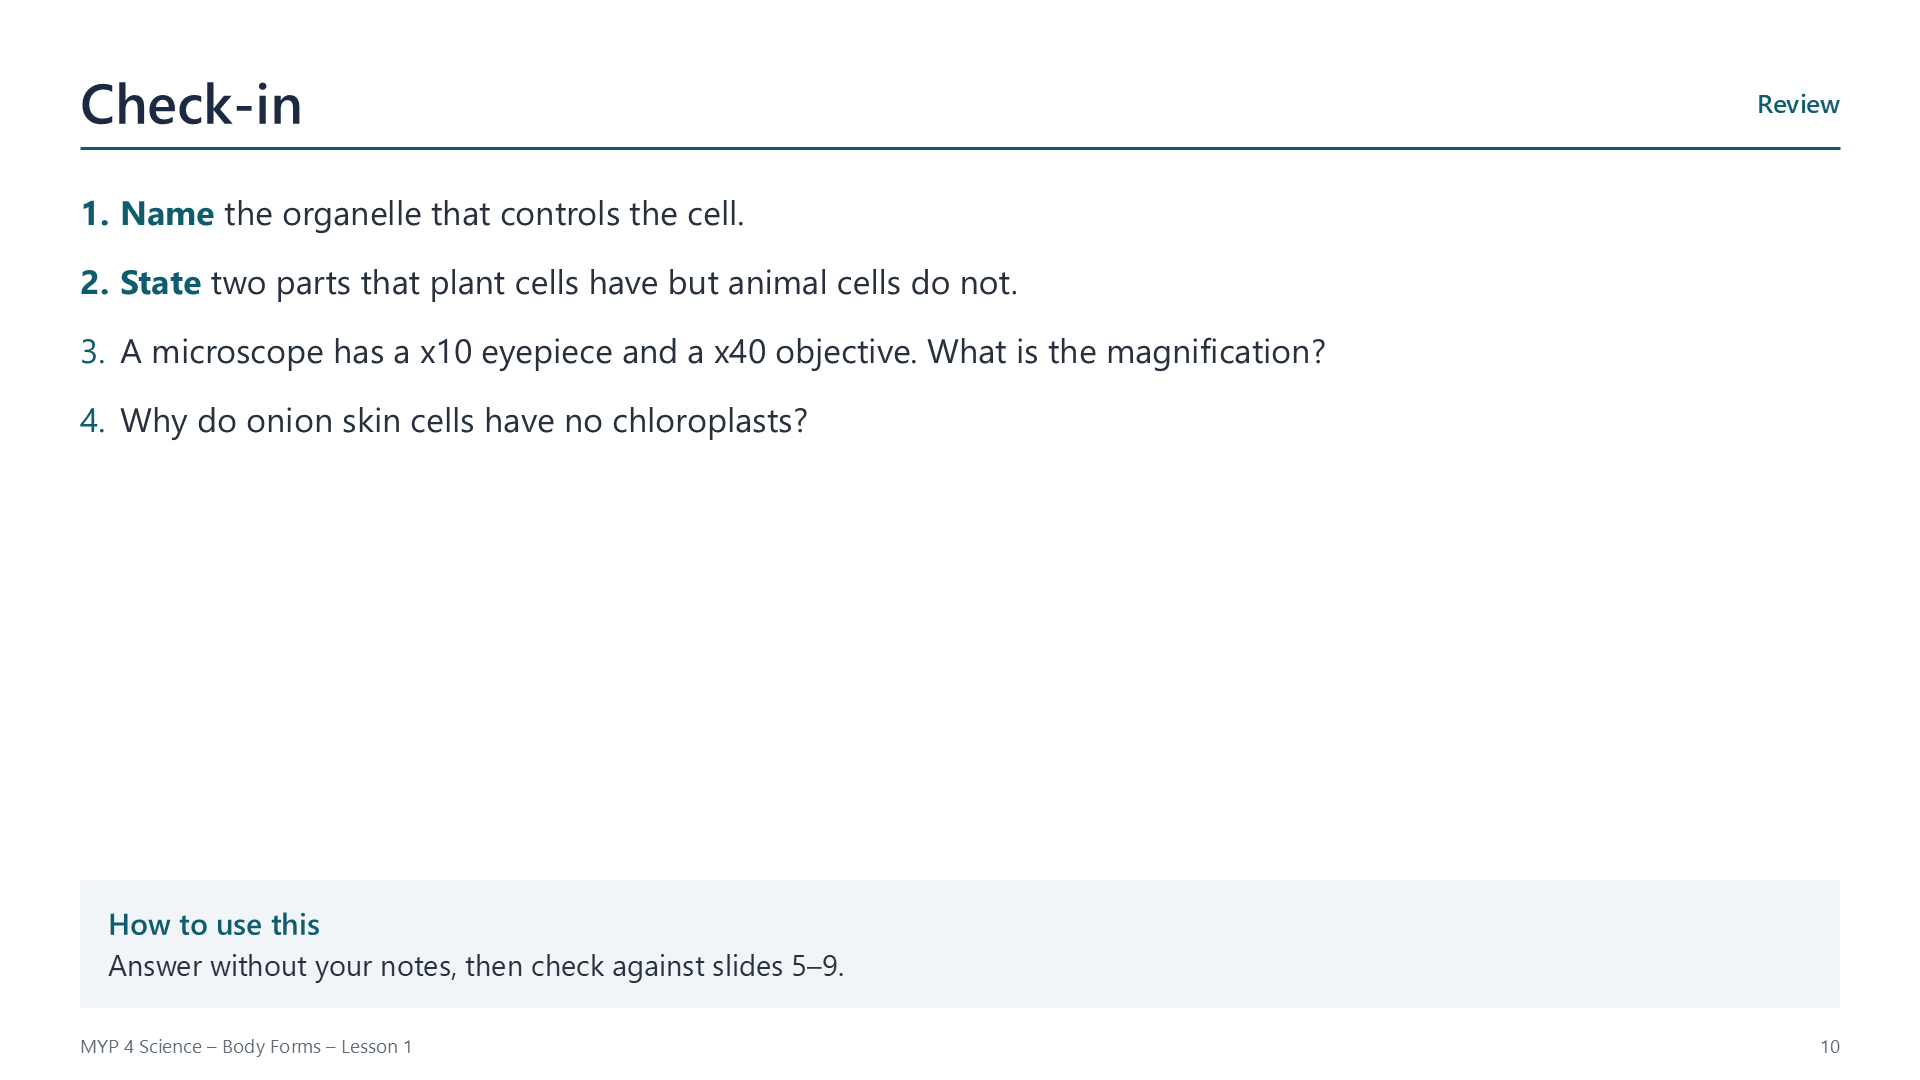 Check-in
Review
1. Name the organelle that controls the cell.
2. State two parts that plant cells have but animal cells do not.
3. A microscope has a x10 eyepiece and a x40 objective. What is the magnification?
4. Why do onion skin cells have no chloroplasts?
How to use this
Answer without your notes, then check against slides 5–9.
MYP 4 Science – Body Forms – Lesson 1
10